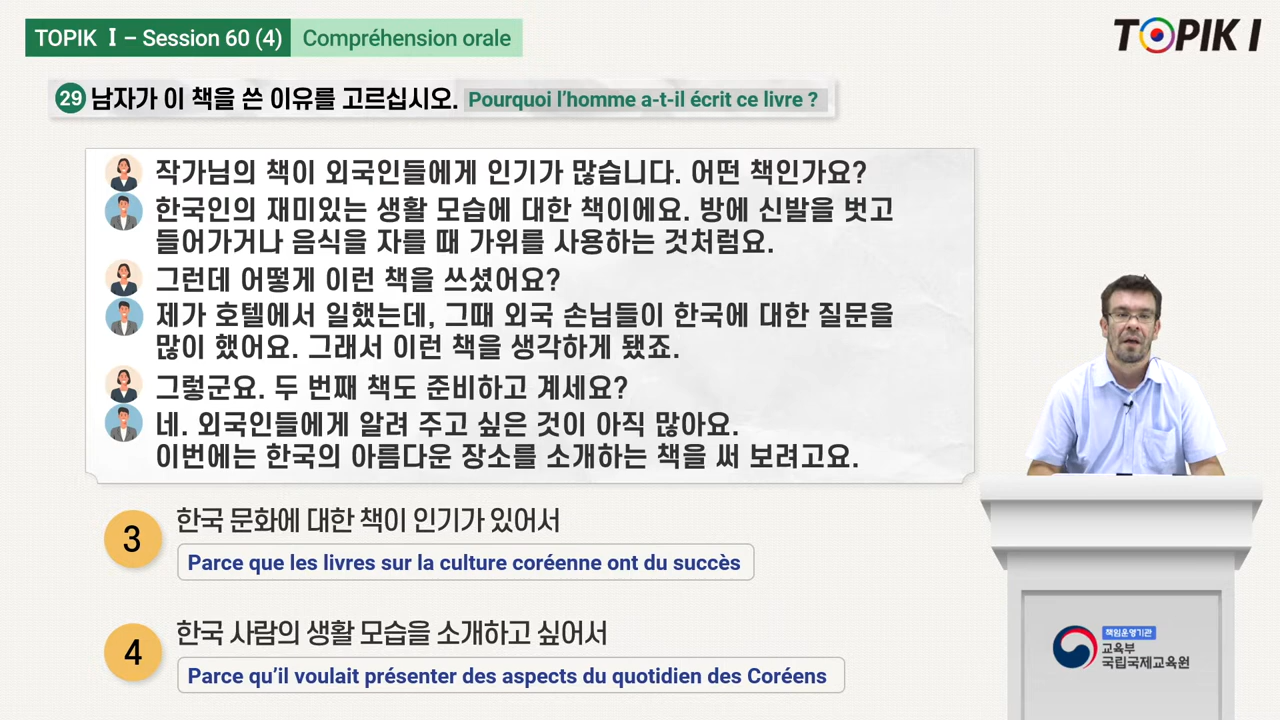 TOPIK Ⅰ – Session 60 (4) Compréhension orale
TOPIK I
29 남자가 이 책을 쓴 이유를 고르십시오. Pourquoi l'homme a-t-il écrit ce livre ?
작가님의 책이 외국인들에게 인기가 많습니다. 어떤 책인가요?
한국인의 재미있는 생활 모습에 대한 책이에요. 방에 신발을 벗고
들어가거나 음식을 자를 때 가위를 사용하는 것처럼요.
그런데 어떻게 이런 책을 쓰셨어요?
제가 호텔에서 일했는데, 그때 외국 손님들이 한국에 대한 질문을
많이 했어요. 그래서 이런 책을 생각하게 됐죠.
그렇군요. 두 번째 책도 준비하고 계세요?
네. 외국인들에게 알려 주고 싶은 것이 아직 많아요.
이번에는 한국의 아름다운 장소를 소개하는 책을 써 보려고요.
3 한국 문화에 대한 책이 인기가 있어서
Parce que les livres sur la culture coréenne ont du succès
4 한국 사람의 생활 모습을 소개하고 싶어서
Parce qu'il voulait présenter des aspects du quotidien des Coréens
책임운영기관
교육부
국립국제교육원